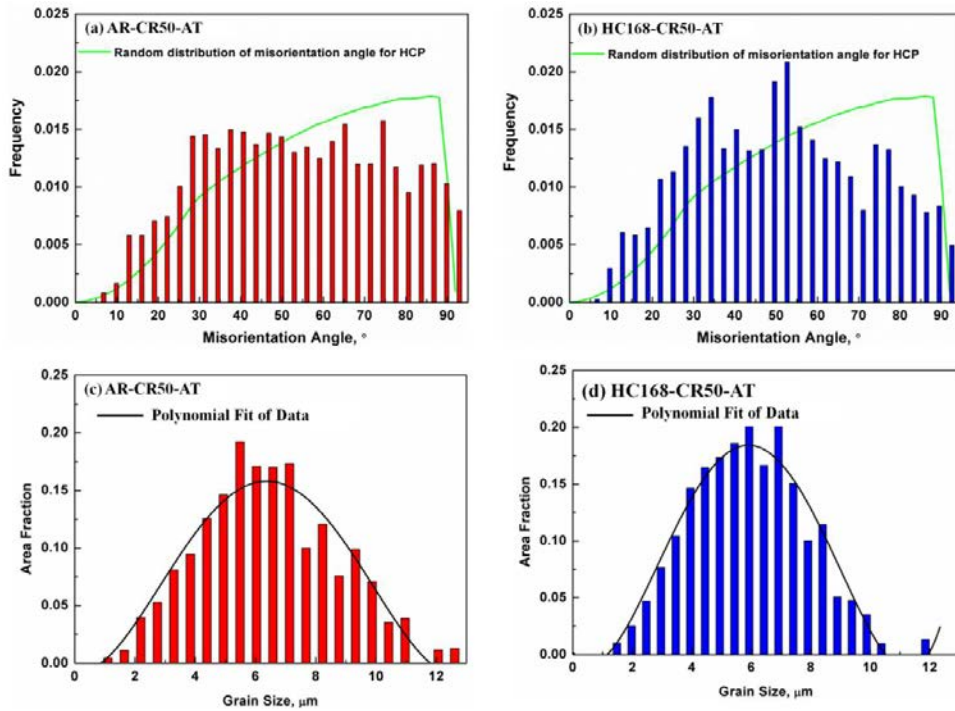 (a) AR-CR50-AT
Random distribution of misorientation angle for HCP
0.025
0.020
0.015
0.010
0.005
0.000
Frequency
0 10 20 30 40 50 60 70 80 90
Misorientation Angle, °
(b) HC168-CR50-AT
Random distribution of misorientation angle for HCP
0.025
0.020
0.015
0.010
0.005
0.000
Frequency
0 10 20 30 40 50 60 70 80 90
Misorientation Angle, °
(c) AR-CR50-AT
Polynomial Fit of Data
0.25
0.20
0.15
0.10
0.05
0.00
Area Fraction
0 2 4 6 8 10 12
Grain Size, μm
(d) HC168-CR50-AT
Polynomial Fit of Data
0.25
0.20
0.15
0.10
0.05
0.00
Area Fraction
0 2 4 6 8 10 12
Grain Size, μm